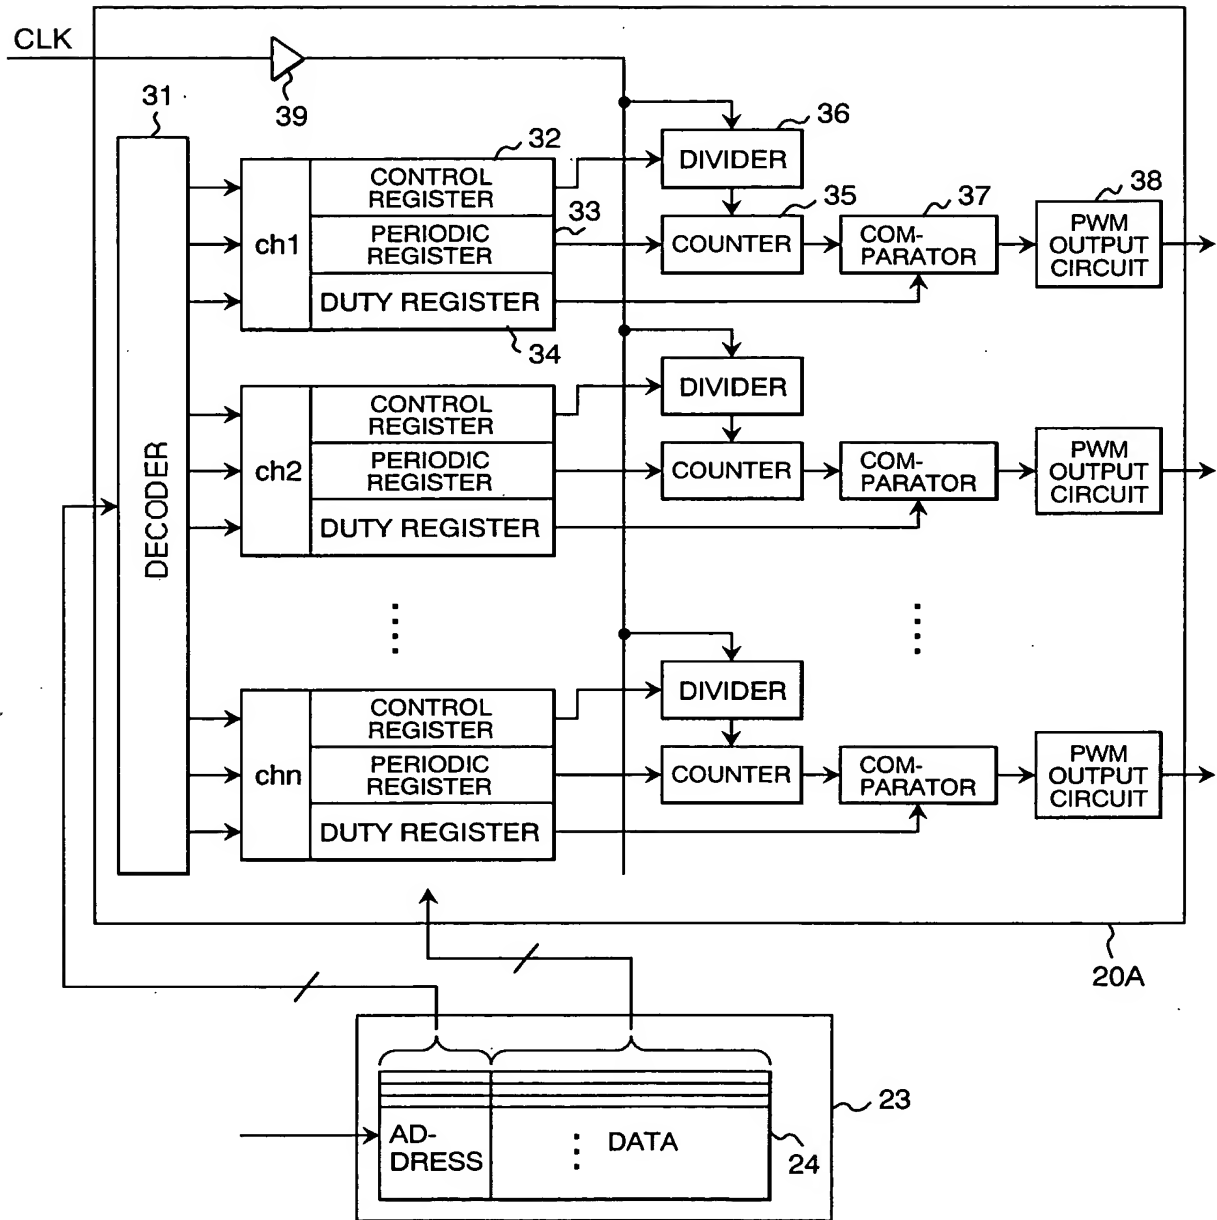 CLK
39
31
36
32
DIVIDER
CONTROL
REGISTER
35
37
38
33
ch1
PERIODIC
REGISTER
COUNTER
COM-
PARATOR
PWM
OUTPUT
CIRCUIT
DUTY REGISTER
34
DIVIDER
CONTROL
REGISTER
DECODER
ch2
PERIODIC
REGISTER
COUNTER
COM-
PARATOR
PWM
OUTPUT
CIRCUIT
DUTY REGISTER
DIVIDER
CONTROL
REGISTER
chn
PERIODIC
REGISTER
COUNTER
COM-
PARATOR
PWM
OUTPUT
CIRCUIT
DUTY REGISTER
20A
23
AD-
DRESS
DATA
24